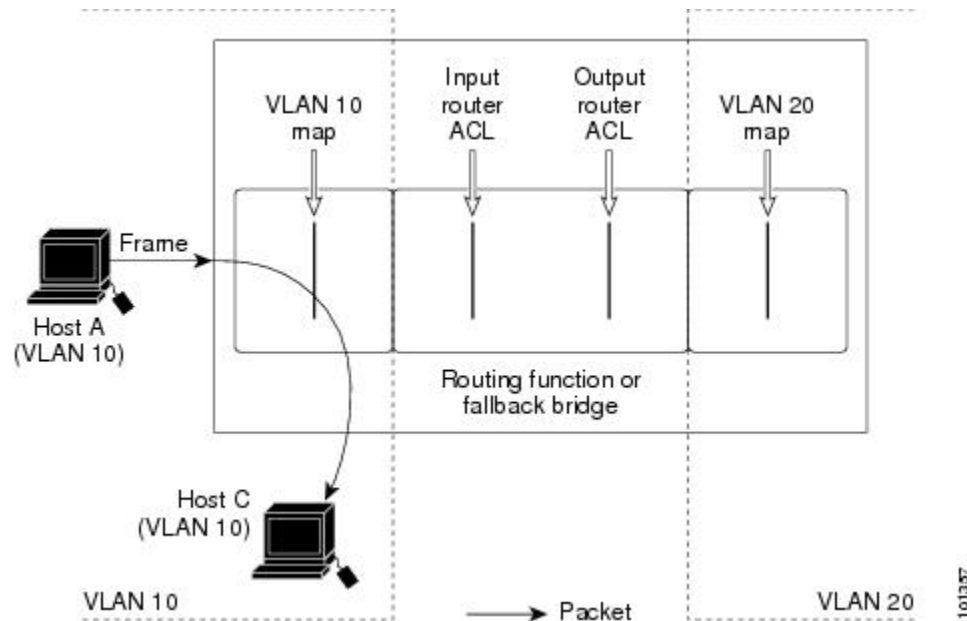 VLAN 10
map
Input
router
ACL
Output
router
ACL
VLAN 20
map
Frame
Host A
(VLAN 10)
Routing function or
fallback bridge
Host C
(VLAN 10)
VLAN 10
Packet
VLAN 20
101357